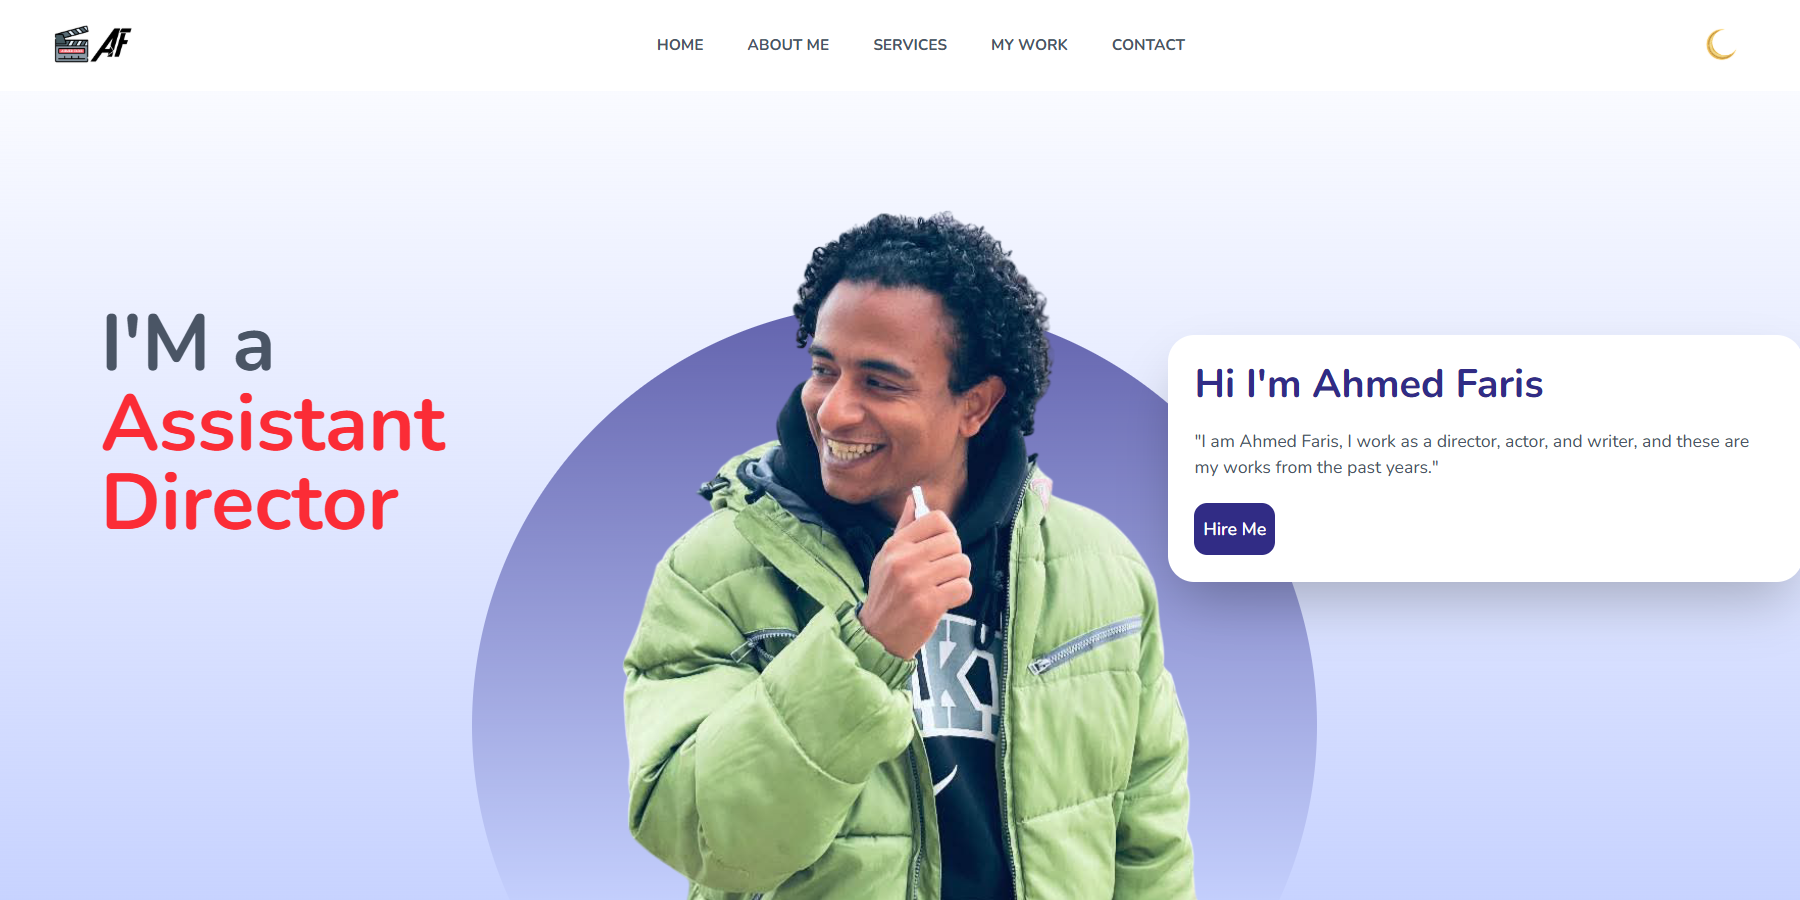 AF
HOME
ABOUT ME
SERVICES
MY WORK
CONTACT
I'M a
Assistant
Director
Hi I'm Ahmed Faris
"I am Ahmed Faris, I work as a director, actor, and writer, and these are
my works from the past years."
Hire Me